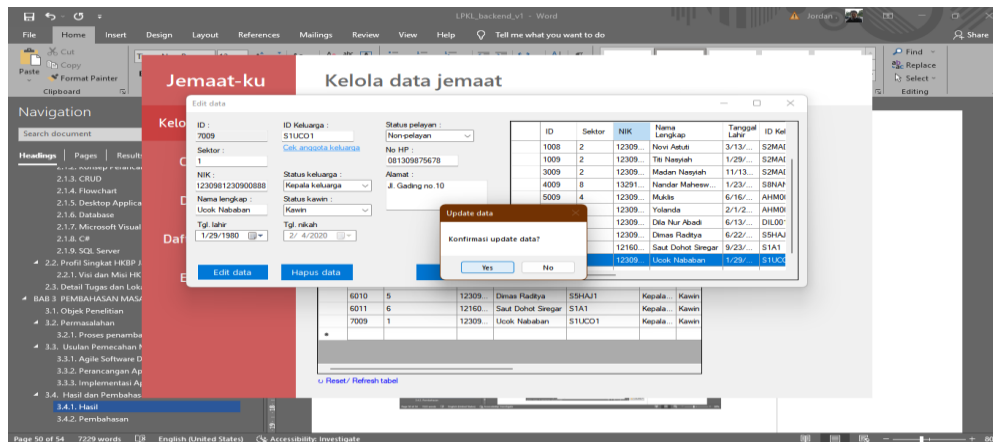 LPKL_backend_v1 - Word
Jordan
File Home Insert Design Layout References Mailings Review View Help Tell me what you want to do Share
Paste
Cut
Copy
Format Painter
Clipboard
Find
Replace
Select
Editing
Navigation
Search document
Headings Pages Results
2.1.3. CRUD
2.1.4. Flowchart
2.1.5. Desktop Applica
2.1.6. Database
2.1.7. Microsoft Visual
2.1.8. C#
2.1.9. SQL Server
2.2. Profil Singkat HKBP J
2.2.1. Visi dan Misi HK
2.3. Detail Tugas dan Lok
BAB 3 PEMBAHASAN MASA
3.1. Objek Penelitian
3.2. Permasalahan
3.2.1. Proses penamba
3.3. Usulan Pemecahan M
3.3.1. Agile Software D
3.3.2. Perancangan Ap
3.3.3. Implementasi Ap
3.4. Hasil dan Pembahas
3.4.1. Hasil
3.4.2. Pembahasan
Jemaat-ku
Kelola data jemaat
Kelo
Daf
Edit data
ID :
7009
Sektor :
1
NIK :
1230981230900888
Nama lengkap :
Ucok Nababan
Tgl. lahir
1/29/1980
ID Keluarga :
S1UCO1
Cek anggota keluarga
Status keluarga :
Kepala keluarga
Status kawin :
Kawin
Tgl. nikah
2/ 4/2020
Status pelayan :
Non-pelayan
No HP :
081309875678
Alamat :
Jl. Gading no.10
Edit data
Hapus data
ID Sektor NIK Nama Lengkap Tanggal Lahir ID Kel
1008 2 12309... Novi Astuti 3/13/... S2MAI
1009 2 12309... Titi Nasyiah 1/29/... S2MAI
3009 2 12309... Madan Nasyiah 11/13... S2MAI
4009 8 13291... Nandar Mahesw... 1/23/... S8NAM
5009 4 12309... Muklis 6/16/... AHM0I
12309... Yolanda 2/1/2... AHM0I
12309... Dila Nur Abadi 6/13/... DIL00
12309... Dimas Raditya 6/22/... S5HAJ
12160... Saut Dohot Siregar 9/23/... S1A1
12309... Ucok Nababan 1/29/... S1UCO
Update data
Konfirmasi update data?
Yes
No
6010 5 12309... Dimas Raditya S5HAJ1 Kepala... Kawin
6011 6 12160... Saut Dohot Siregar S1A1 Kepala... Kawin
7009 1 12309... Ucok Nababan S1UCO1 Kepala... Kawin
Reset/ Refresh tabel
Page 50 of 54 7229 words English (United States) Accessibility: Investigate